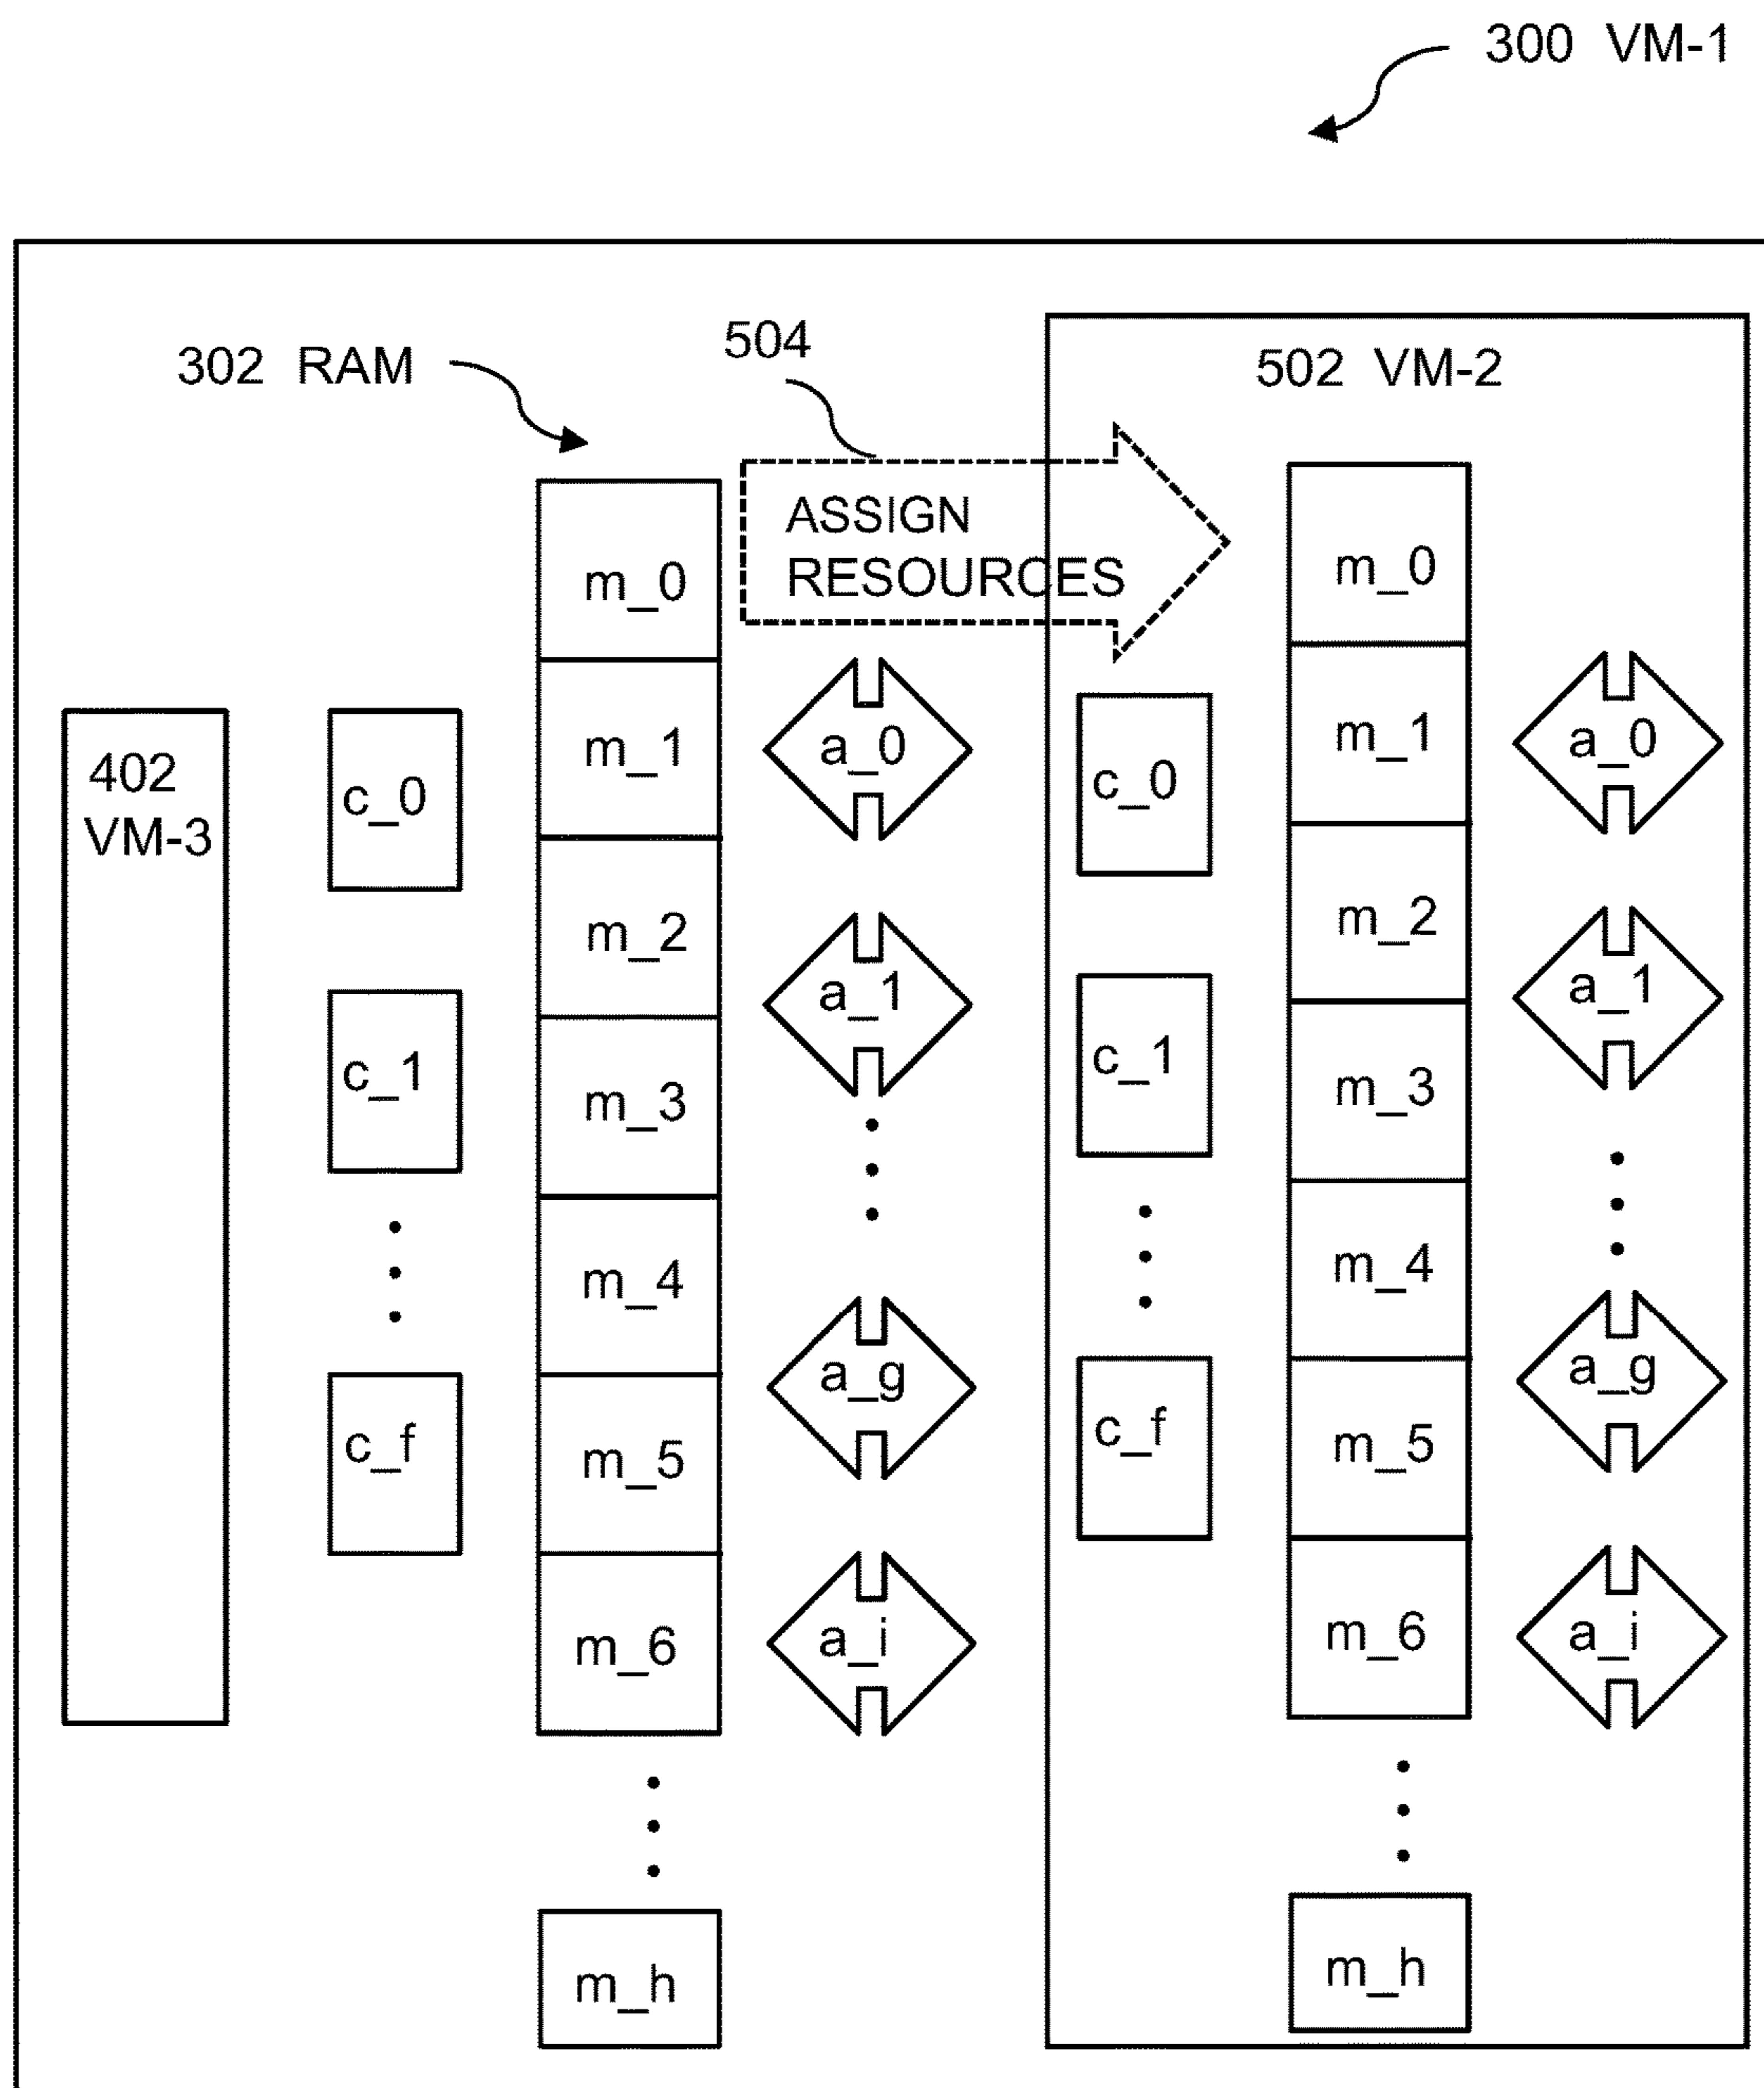 300 VM-1
504
302 RAM
502 VM-2
ASSIGN
RESOURCES
402
VM-3
c_0
c_1
c_f
m_0
m_1
m_2
m_3
m_4
m_5
m_6
m_h
a_0
a_1
a_g
a_i
c_0
c_1
c_f
m_0
m_1
m_2
m_3
m_4
m_5
m_6
m_h
a_0
a_1
a_g
a_i